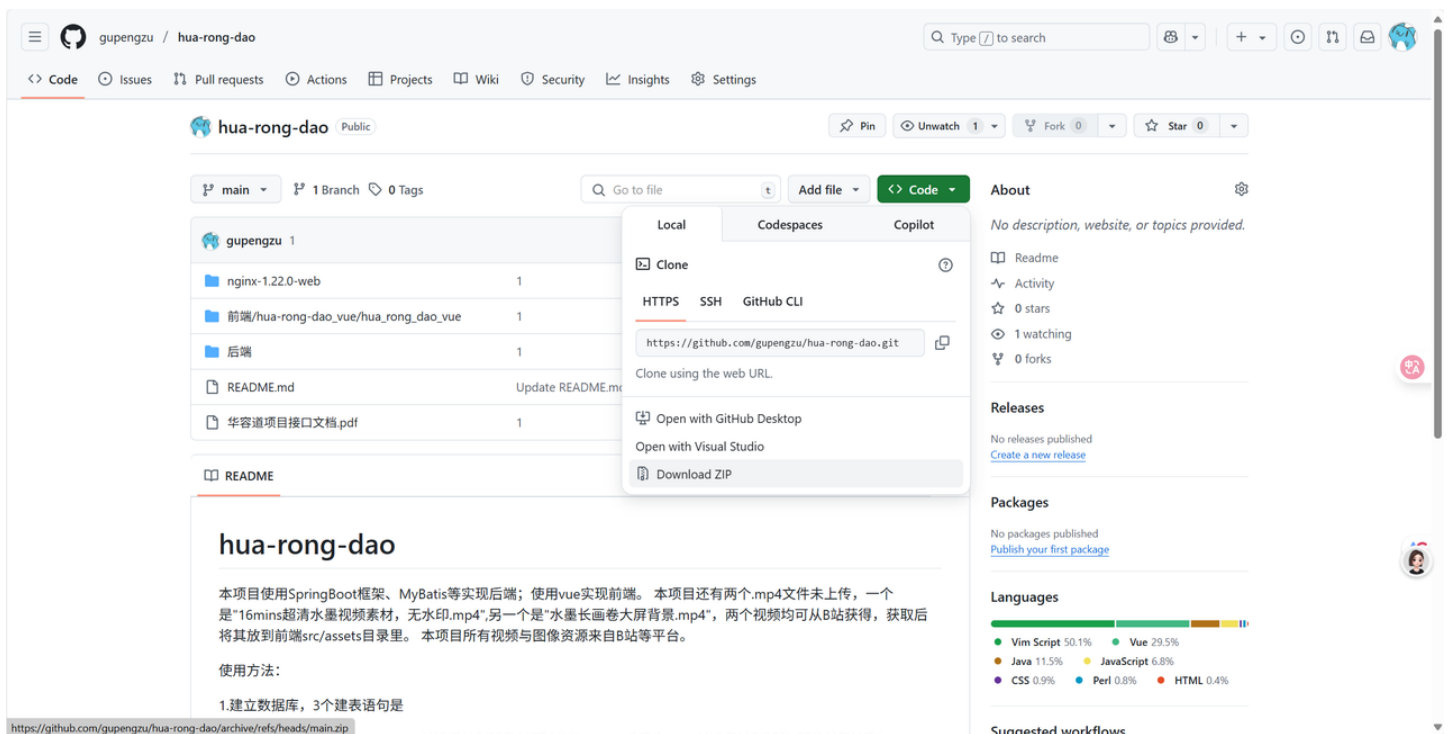 gupengzu / hua-rong-dao
Type / to search
Code
Issues
Pull requests
Actions
Projects
Wiki
Security
Insights
Settings
hua-rong-dao Public
Pin
Unwatch 1
Fork 0
Star 0
main
1 Branch
0 Tags
Go to file t
Add file
Code
gupengzu 1
nginx-1.22.0-web 1
前端/hua-rong-dao_vue/hua_rong_dao_vue 1
后端 1
README.md Update README.md
华容道项目接口文档.pdf 1
Local Codespaces Copilot
Clone
HTTPS SSH GitHub CLI
https://github.com/gupengzu/hua-rong-dao.git
Clone using the web URL.
Open with GitHub Desktop
Open with Visual Studio
Download ZIP
README
hua-rong-dao
本项目使用SpringBoot框架、MyBatis等实现后端；使用vue实现前端。 本项目还有两个.mp4文件未上传，一个
是"16mins超清水墨视频素材，无水印.mp4",另一个是"水墨长画卷大屏背景.mp4"，两个视频均可从B站获得，获取后
将其放到前端src/assets目录里。 本项目所有视频与图像资源来自B站等平台。
使用方法：
1.建立数据库，3个建表语句是
About
No description, website, or topics provided.
Readme
Activity
0 stars
1 watching
0 forks
Releases
No releases published
Create a new release
Packages
No packages published
Publish your first package
Languages
Vim Script 50.1% Vue 29.5%
Java 11.5% JavaScript 6.8%
CSS 0.9% Perl 0.8% HTML 0.4%
Suggested workflows
https://github.com/gupengzu/hua-rong-dao/archive/refs/heads/main.zip